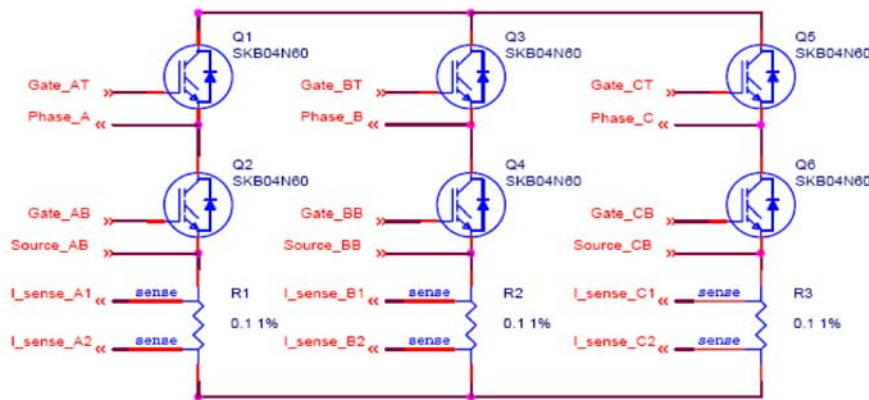 Q1
SKB04N60
Q3
SKB04N60
Q5
SKB04N60
Gate_AT
Gate_BT
Gate_CT
Phase_A
Phase_B
Phase_C
Q2
SKB04N60
Q4
SKB04N60
Q6
SKB04N60
Gate_AB
Gate_BB
Gate_CB
Source_AB
Source_BB
Source_CB
I_sense_A1
sense
R1
I_sense_B1
sense
R2
I_sense_C1
sense
R3
0.1 1%
0.1 1%
0.1 1%
I_sense_A2
sense
I_sense_B2
sense
I_sense_C2
sense